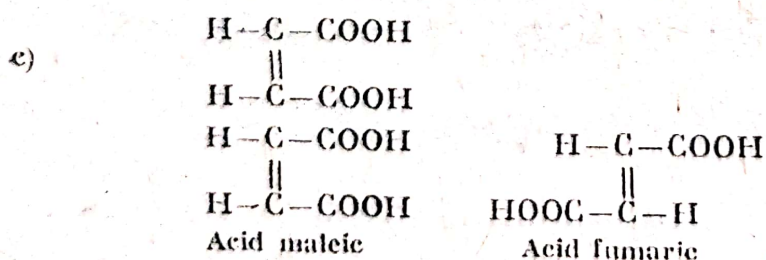 c)
H-C-COOH
||
H-C-COOH
H-C-COOH
||
H-C-COOH
Acid maleic
H-C-COOH
||
HOOC-C-H
Acid fumaric